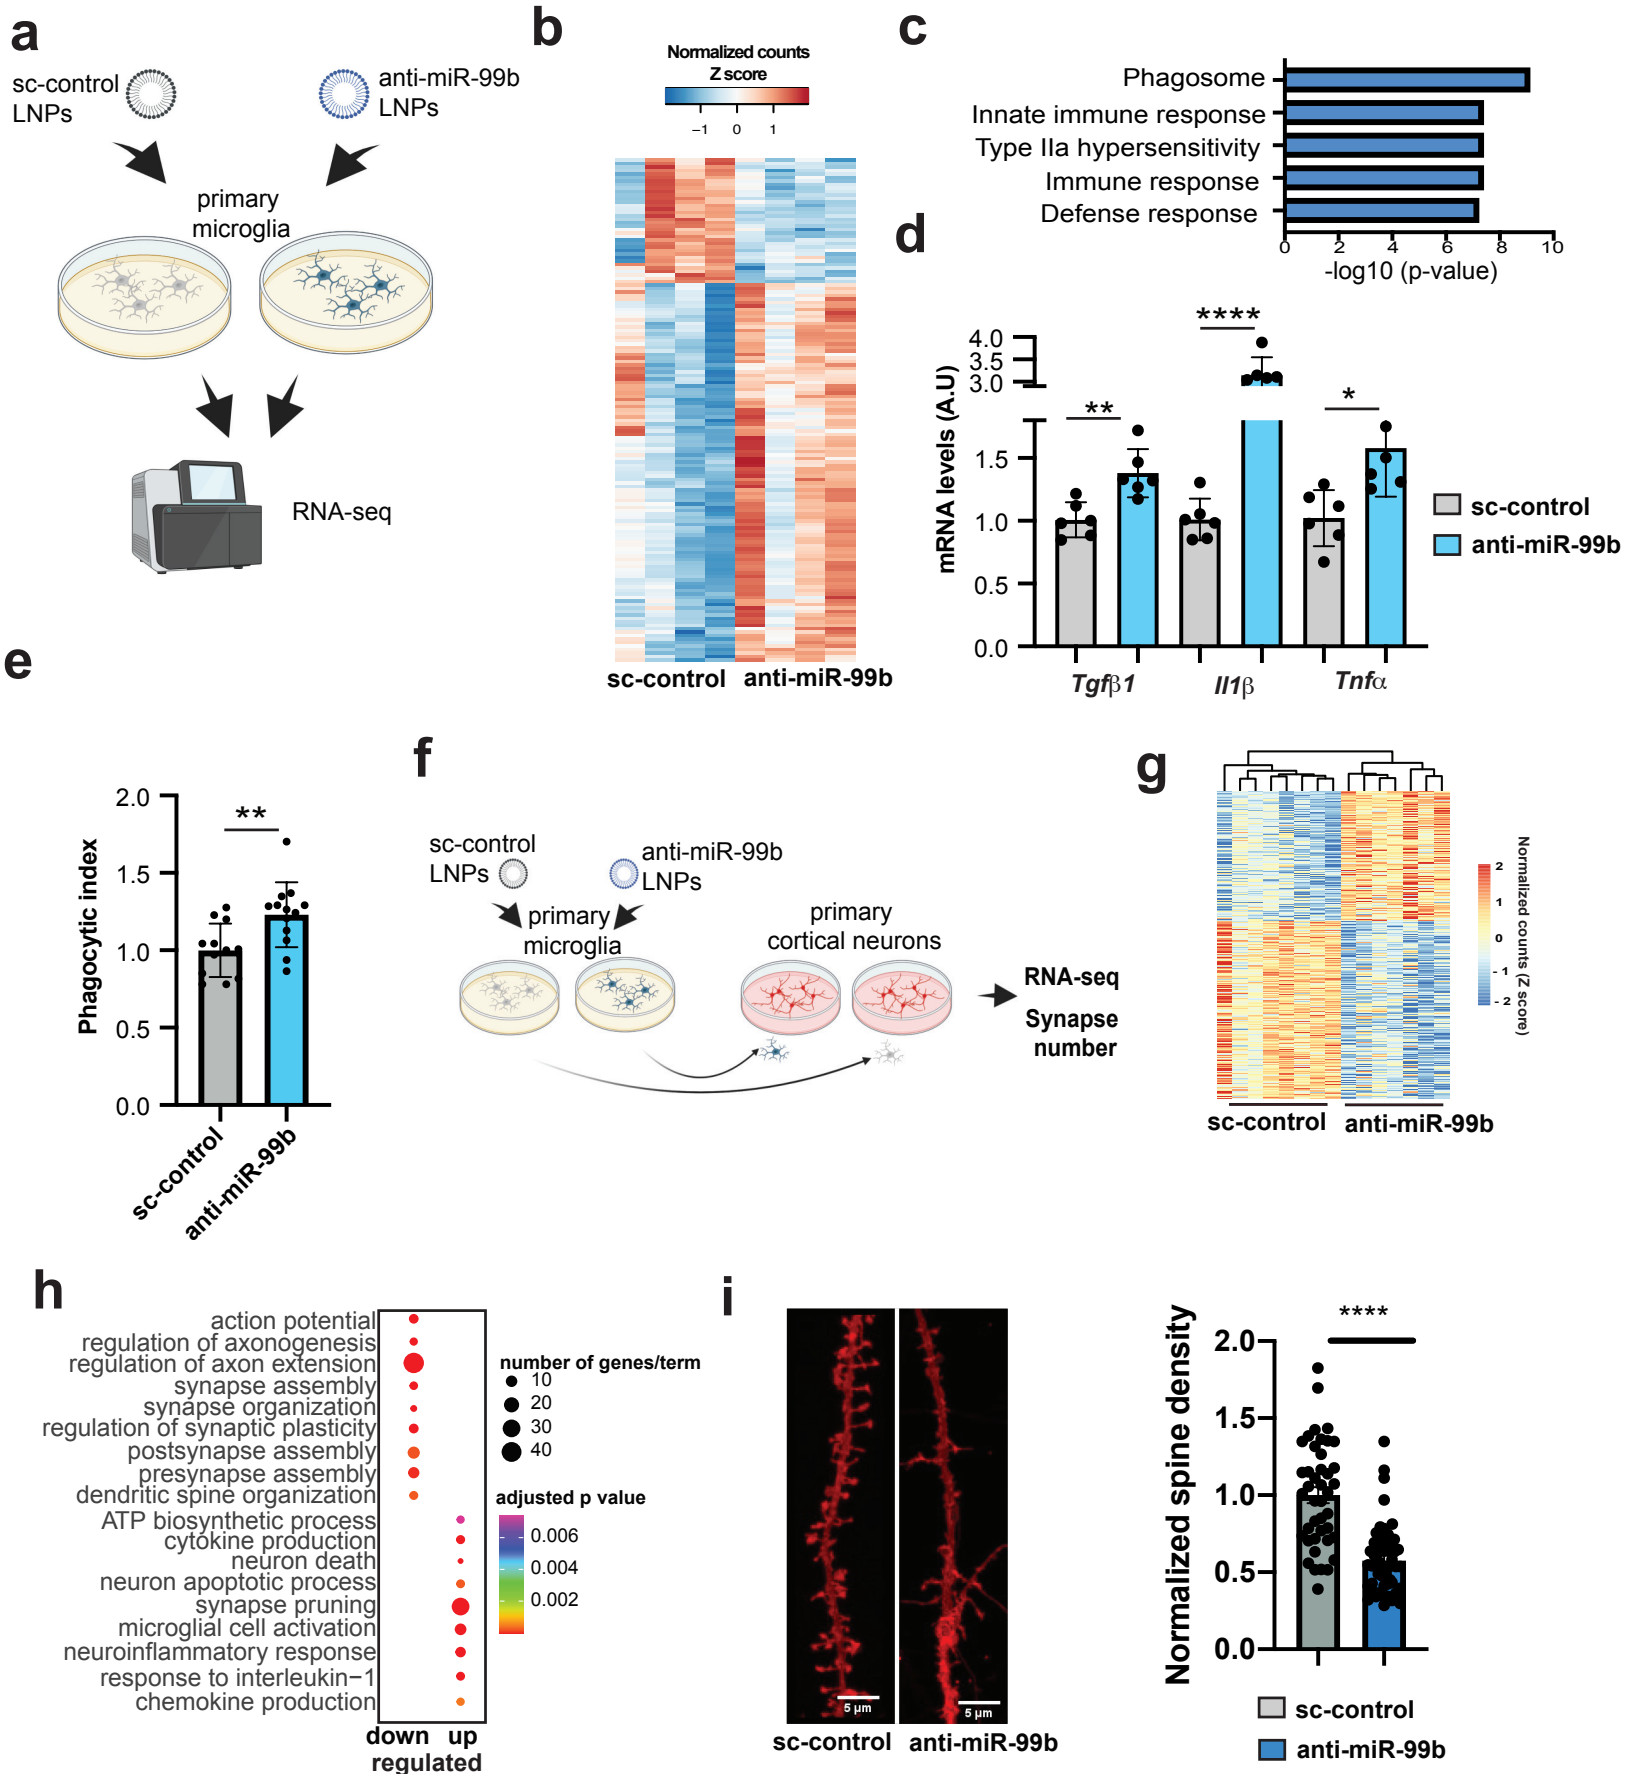 a
sc-control
LNPs
anti-miR-99b
LNPs
primary
microglia
RNA-seq
b
Normalized counts
Z score
−1 0 1
sc-control anti-miR-99b
c
Phagosome
Innate immune response
Type IIa hypersensitivity
Immune response
Defense response
0 2 4 6 8 10
-log10 (p-value)
d
mRNA levels (A.U)
4.0
3.5
3.0
1.5
1.0
0.5
0.0
**
****
*
Tgfβ1
Il1β
Tnfα
sc-control
anti-miR-99b
e
Phagocytic index
2.0
1.5
1.0
0.5
0.0
**
sc-control
anti-miR-99b
f
sc-control
LNPs
anti-miR-99b
LNPs
primary
microglia
primary
cortical neurons
RNA-seq
Synapse
number
g
2
1
0
- 1
- 2
Normalized counts (Z score)
sc-control anti-miR-99b
h
action potential
regulation of axonogenesis
regulation of axon extension
synapse assembly
synapse organization
regulation of synaptic plasticity
postsynapse assembly
presynapse assembly
dendritic spine organization
ATP biosynthetic process
cytokine production
neuron death
neuron apoptotic process
synapse pruning
microglial cell activation
neuroinflammatory response
response to interleukin−1
chemokine production
down up
regulated
number of genes/term
10
20
30
40
adjusted p value
0.006
0.004
0.002
i
5 µm
5 µm
sc-control anti-miR-99b
Normalized spine density
2.0
1.5
1.0
0.5
0.0
****
sc-control
anti-miR-99b